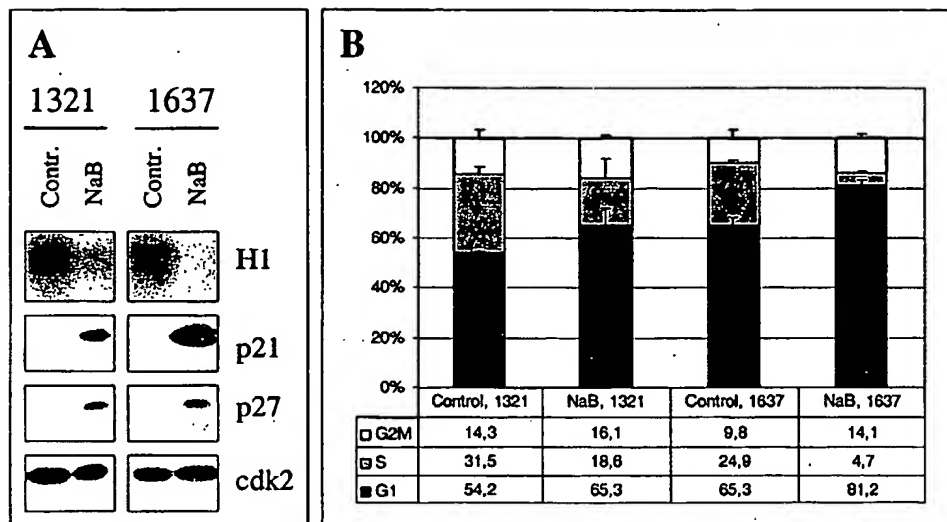 A
1321 1637
Contr. NaB Contr. NaB
H1
p21
p27
cdk2
B
120%
100%
80%
60%
40%
20%
0%
Control, 1321 NaB, 1321 Control, 1637 NaB, 1637
G2M 14,3 16,1 9,8 14,1
S 31,5 18,6 24,9 4,7
G1 54,2 65,3 65,3 81,2